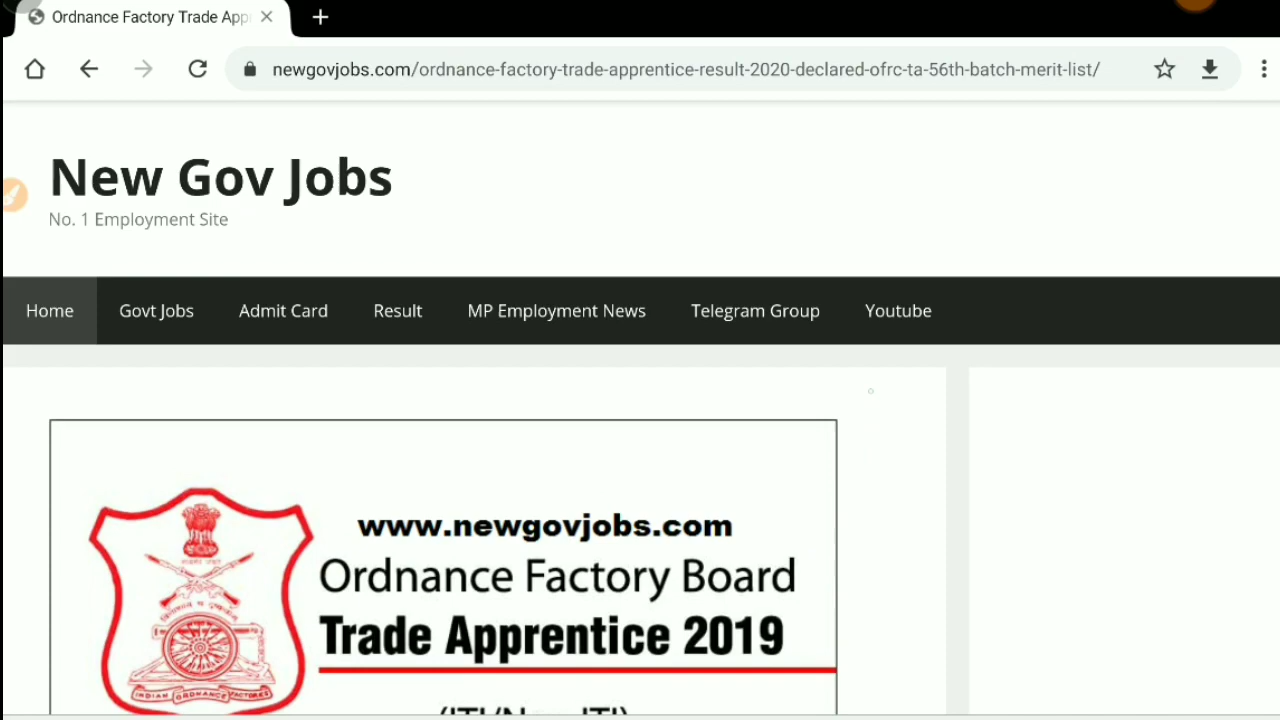 Ordnance Factory Trade App
newgovjobs.com/ordnance-factory-trade-apprentice-result-2020-declared-ofrc-ta-56th-batch-merit-list/
New Gov Jobs
No. 1 Employment Site
Home Govt Jobs Admit Card Result MP Employment News Telegram Group Youtube
www.newgovjobs.com
Ordnance Factory Board
Trade Apprentice 2019
INDIAN ORDNANCE FACTORIES